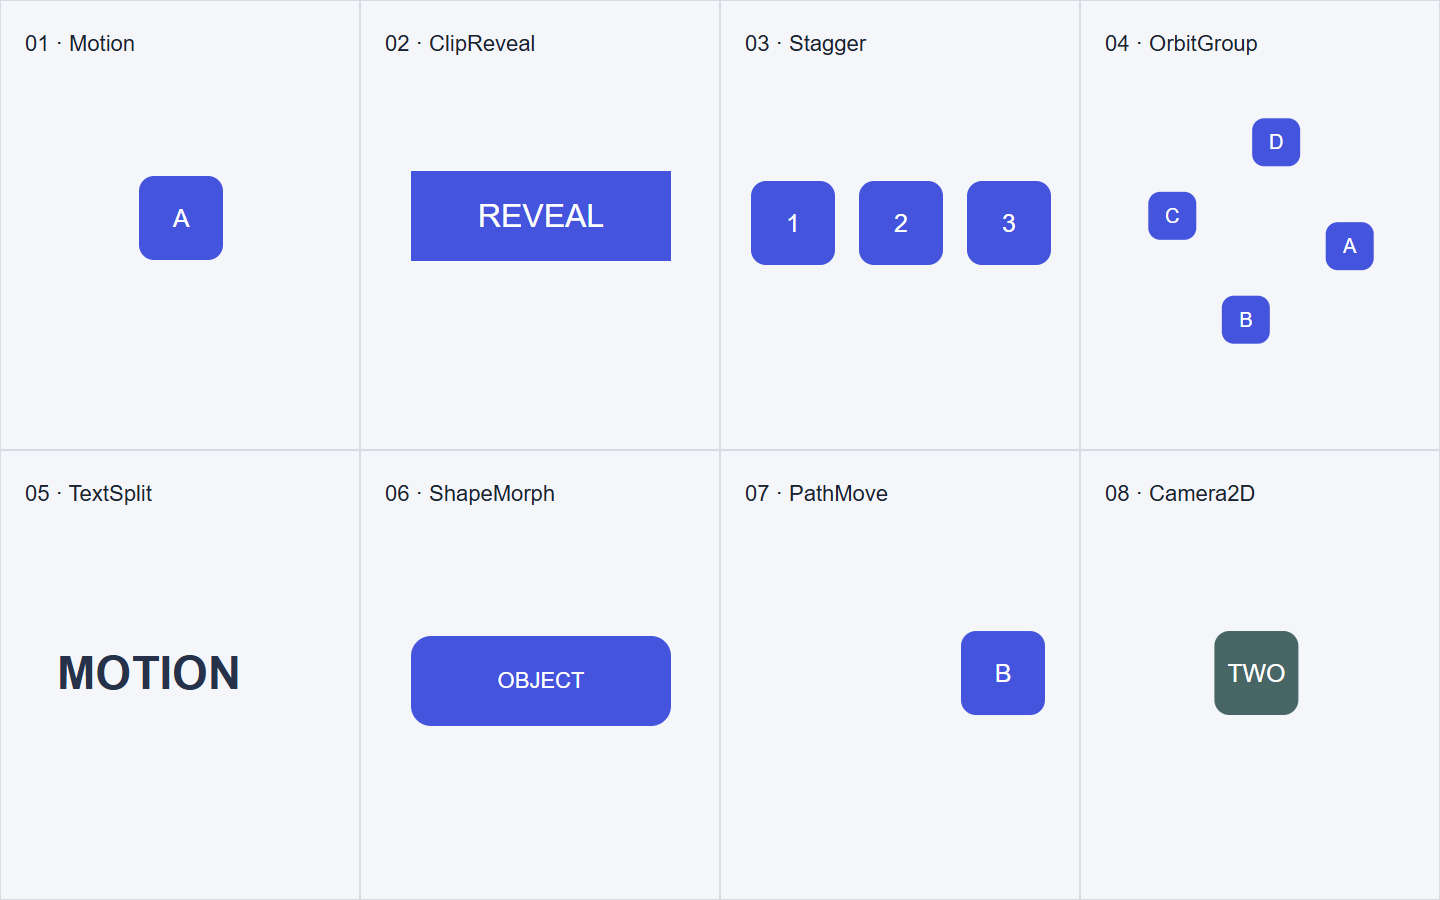 01 · Motion
A
02 · ClipReveal
REVEAL
03 · Stagger
1 2 3
04 · OrbitGroup
D
C
A
B
05 · TextSplit
MOTION
06 · ShapeMorph
OBJECT
07 · PathMove
B
08 · Camera2D
TWO